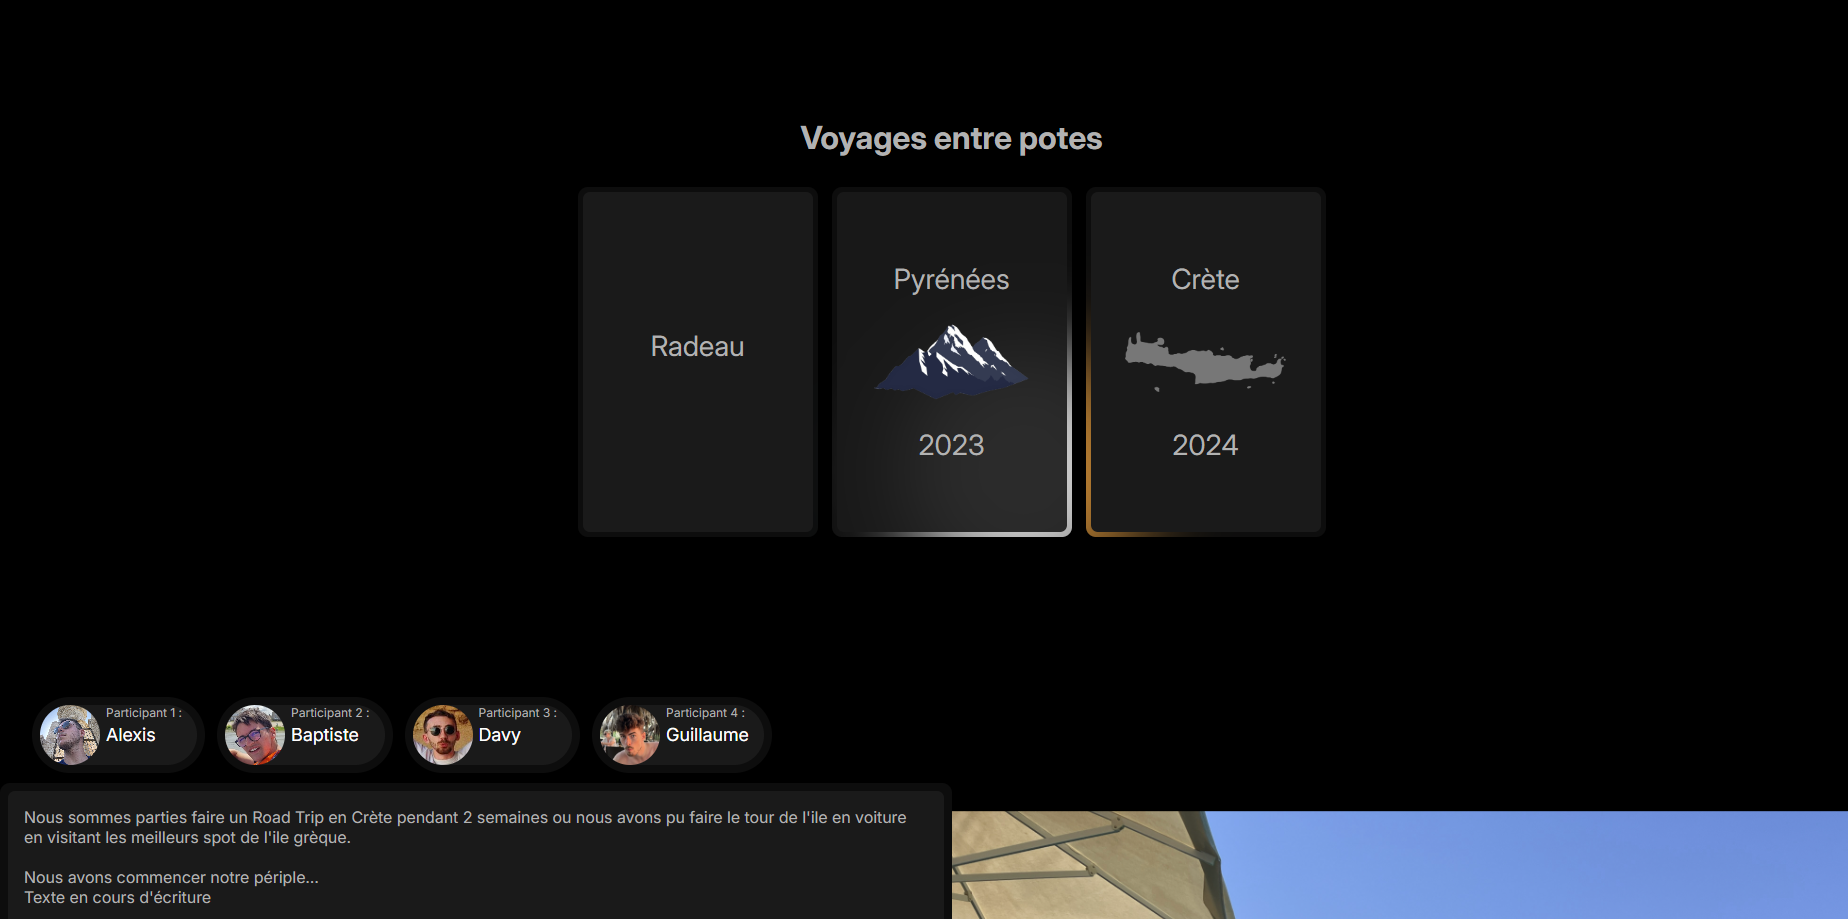 Voyages entre potes
Radeau
Pyrénées
2023
Crète
2024
Participant 1 :
Alexis
Participant 2 :
Baptiste
Participant 3 :
Davy
Participant 4 :
Guillaume
Nous sommes parties faire un Road Trip en Crète pendant 2 semaines ou nous avons pu faire le tour de l'ile en voiture
en visitant les meilleurs spot de l'ile grèque.
Nous avons commencer notre périple...
Texte en cours d'écriture